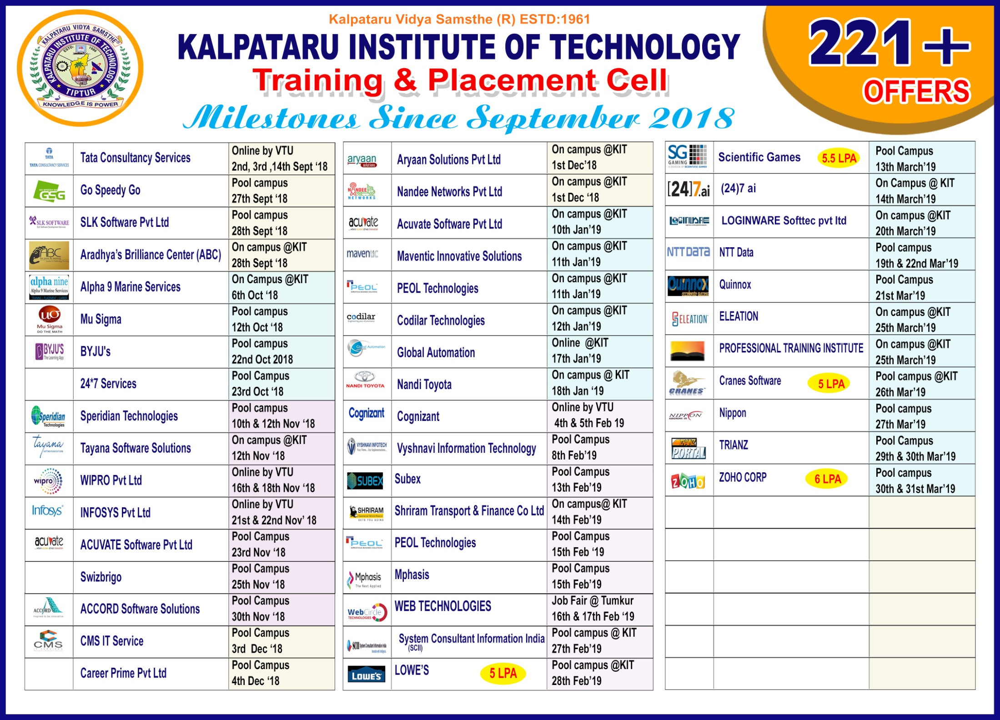 Kalpataru Vidya Samsthe (R) ESTD:1961
KALPATARU INSTITUTE OF TECHNOLOGY
Training & Placement Cell
Milestones Since September 2018
221+
OFFERS
KALPATARU VIDYA SAMSTHE®
KALPATARU INSTITUTE OF TECHNOLOGY
ESTD: 1986
TIPTUR
KNOWLEDGE IS POWER
TATA
TATA CONSULTANCY SERVICES
Tata Consultancy Services
Online by VTU
2nd, 3rd ,14th Sept ‘18
GO SPEEDY GO
GSG
Go Speedy Go
Pool campus
27th Sept ‘18
SLK SOFTWARE
SLK Software Pvt Ltd
Pool campus
28th Sept ‘18
ABC
Aradhya’s Brilliance Center (ABC)
On campus @KIT
28th Sept ‘18
alpha nine
Alpha 9 Marine Services
TRAINING | PLACEMENT | CAREER
Alpha 9 Marine Services
On Campus @KIT
6th Oct ‘18
Mu Sigma
DO THE MATH
Mu Sigma
Pool campus
12th Oct ‘18
BYJU'S
The Learning App
BYJU's
Pool campus
22nd Oct 2018
24*7 Services
Pool Campus
23rd Oct ‘18
Speridian
Technologies
Speridian Technologies
Pool campus
10th & 12th Nov ‘18
tayana
software solutions
Tayana Software Solutions
On campus @KIT
12th Nov ‘18
wipro
WIPRO Pvt Ltd
Online by VTU
16th & 18th Nov ‘18
Infosys
INFOSYS Pvt Ltd
Online by VTU
21st & 22nd Nov’ 18
acuvate
ACUVATE Software Pvt Ltd
Pool Campus
23rd Nov ‘18
Swizbrigo
Pool Campus
25th Nov ‘18
ACCORD
ACCORD Software Solutions
Pool Campus
30th Nov ‘18
CMS
IT SERVICES
CMS IT Service
Pool Campus
3rd Dec ‘18
Career Prime Pvt Ltd
Pool Campus
4th Dec ‘18
aryaan
solutions
Aryaan Solutions Pvt Ltd
On campus @KIT
1st Dec’18
NANDEE
NETWORKS
Nandee Networks Pvt Ltd
On campus @KIT
1st Dec ‘18
acuvate
Acuvate Software Pvt Ltd
On campus @KIT
10th Jan’19
maventic
Maventic Innovative Solutions
On campus @KIT
11th Jan’19
PEOL
PEOL Technologies
On campus @KIT
11th Jan’19
codilar
Codilar Technologies
On campus @KIT
12th Jan’19
Global Automation
Global Automation
Online @KIT
17th Jan’19
NANDI TOYOTA
Nandi Toyota
On campus @ KIT
18th Jan ‘19
Cognizant
Cognizant
Online by VTU
4th & 5th Feb 19
VYSHNAVI INFOTECH
Vyshnavi Information Technology
Pool Campus
8th Feb’19
SUBEX
Subex
Pool Campus
13th Feb’19
SHRIRAM
GETS YOU GOING
Shriram Transport & Finance Co Ltd
On campus@ KIT
14th Feb’19
PEOL
PEOL Technologies
Pool Campus
15th Feb ‘19
Mphasis
The Next Applied
Mphasis
Pool Campus
15th Feb’19
WebCircle
TECHNOLOGIES
WEB TECHNOLOGIES
Job Fair @ Tumkur
16th & 17th Feb ‘19
SCII System Consultant Information India
System Consultant Information India
(SCII)
Pool campus @ KIT
27th Feb’19
LOWE'S
LOWE’S
5 LPA
Pool campus @KIT
28th Feb’19
SG
GAMING
A DIVISION OF SCIENTIFIC GAMES
Scientific Games
5.5 LPA
Pool Campus
13th March’19
[24]7.ai
(24)7 ai
On Campus @ KIT
14th March’19
LOGINWARE
LOGINWARE Softtec pvt ltd
On campus @KIT
20th March’19
NTT DATA
NTT Data
Pool campus
19th & 22nd Mar’19
Quinnox
accelerate success
Quinnox
Pool Campus
21st Mar’19
ELEATION
ELEATION
On campus @KIT
25th March’19
PROFESSIONAL TRAINING INSTITUTE
On campus @KIT
25th March’19
CRANES
Cranes Software
5 LPA
Pool campus @KIT
26th Mar’19
NIPPON
AUDIOTRONIX LTD
Nippon
Pool campus
27th Mar’19
TRAINZ
PORTAL
TRIANZ
Pool Campus
29th & 30th Mar’19
ZOHO
ZOHO CORP
6 LPA
Pool campus
30th & 31st Mar’19